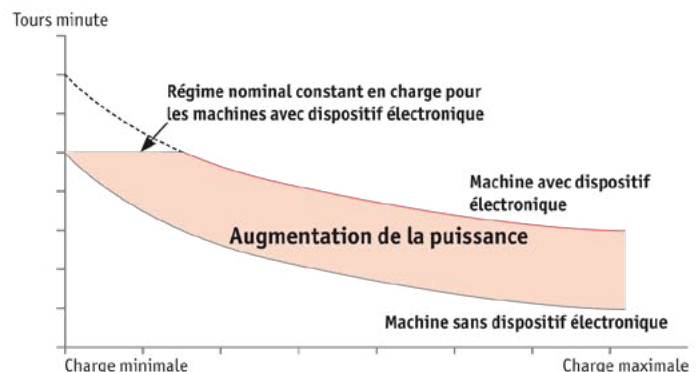 Tours minute
Régime nominal constant en charge pour
les machines avec dispositif électronique
Machine avec dispositif
électronique
Augmentation de la puissance
Machine sans dispositif électronique
Charge minimale
Charge maximale